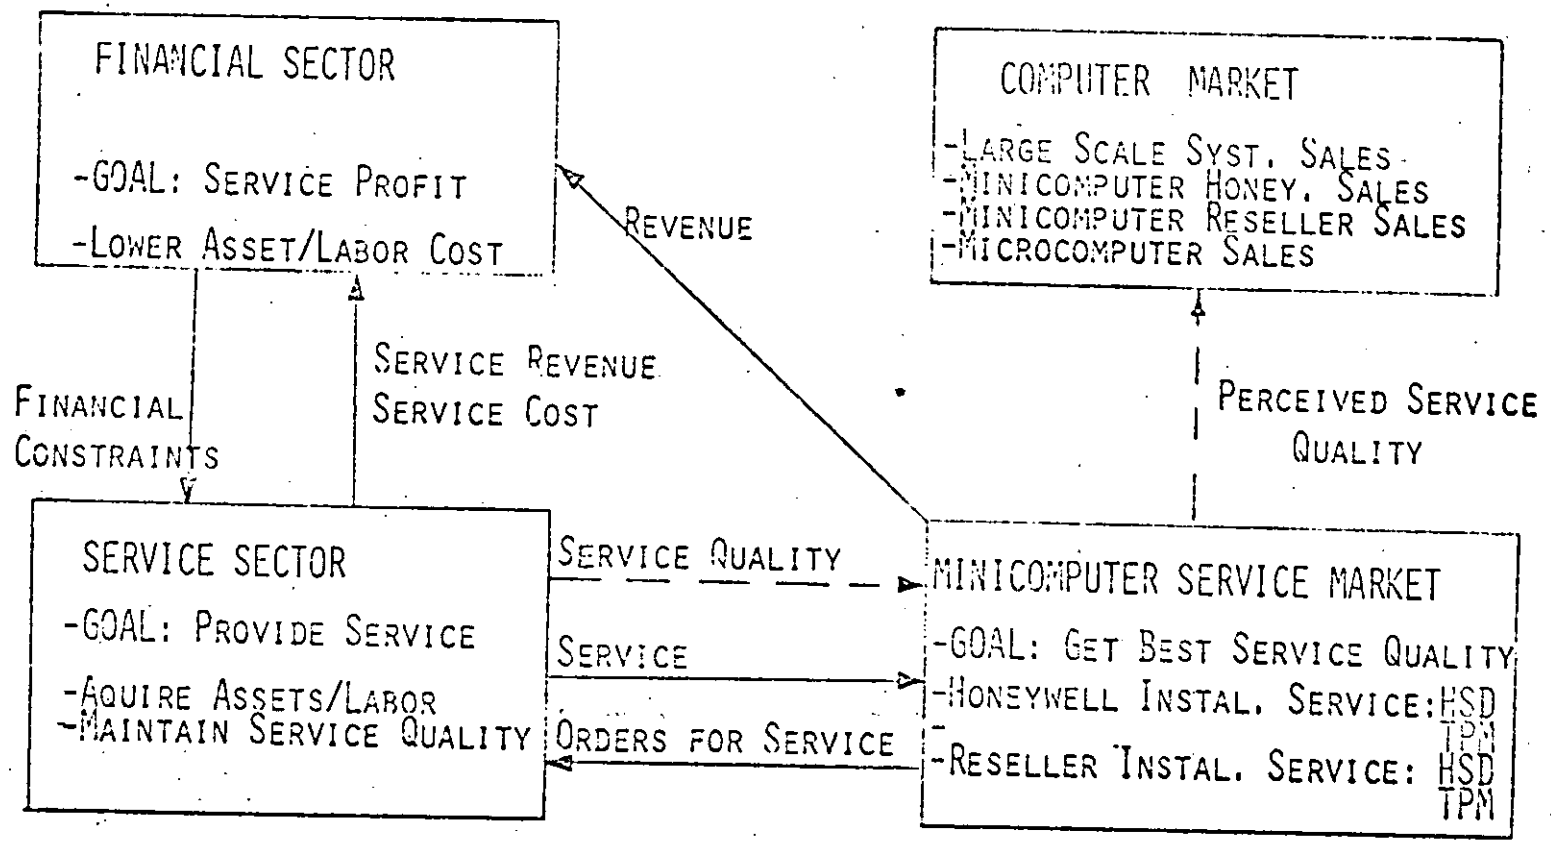 FINANCIAL SECTOR
-GOAL: SERVICE PROFIT
-LOWER ASSET/LABOR COST
COMPUTER MARKET
-LARGE SCALE SYST. SALES
-MINICOMPUTER HONEY. SALES
-MINICOMPUTER RESELLER SALES
-MICROCOMPUTER SALES
REVENUE
FINANCIAL
CONSTRAINTS
SERVICE REVENUE
SERVICE COST
PERCEIVED SERVICE
QUALITY
SERVICE SECTOR
-GOAL: PROVIDE SERVICE
-AQUIRE ASSETS/LABOR
-MAINTAIN SERVICE QUALITY
SERVICE QUALITY
SERVICE
ORDERS FOR SERVICE
MINICOMPUTER SERVICE MARKET
-GOAL: GET BEST SERVICE QUALITY
-HONEYWELL INSTAL. SERVICE: HSD
- TPM
-RESELLER INSTAL. SERVICE: HSD
TPM